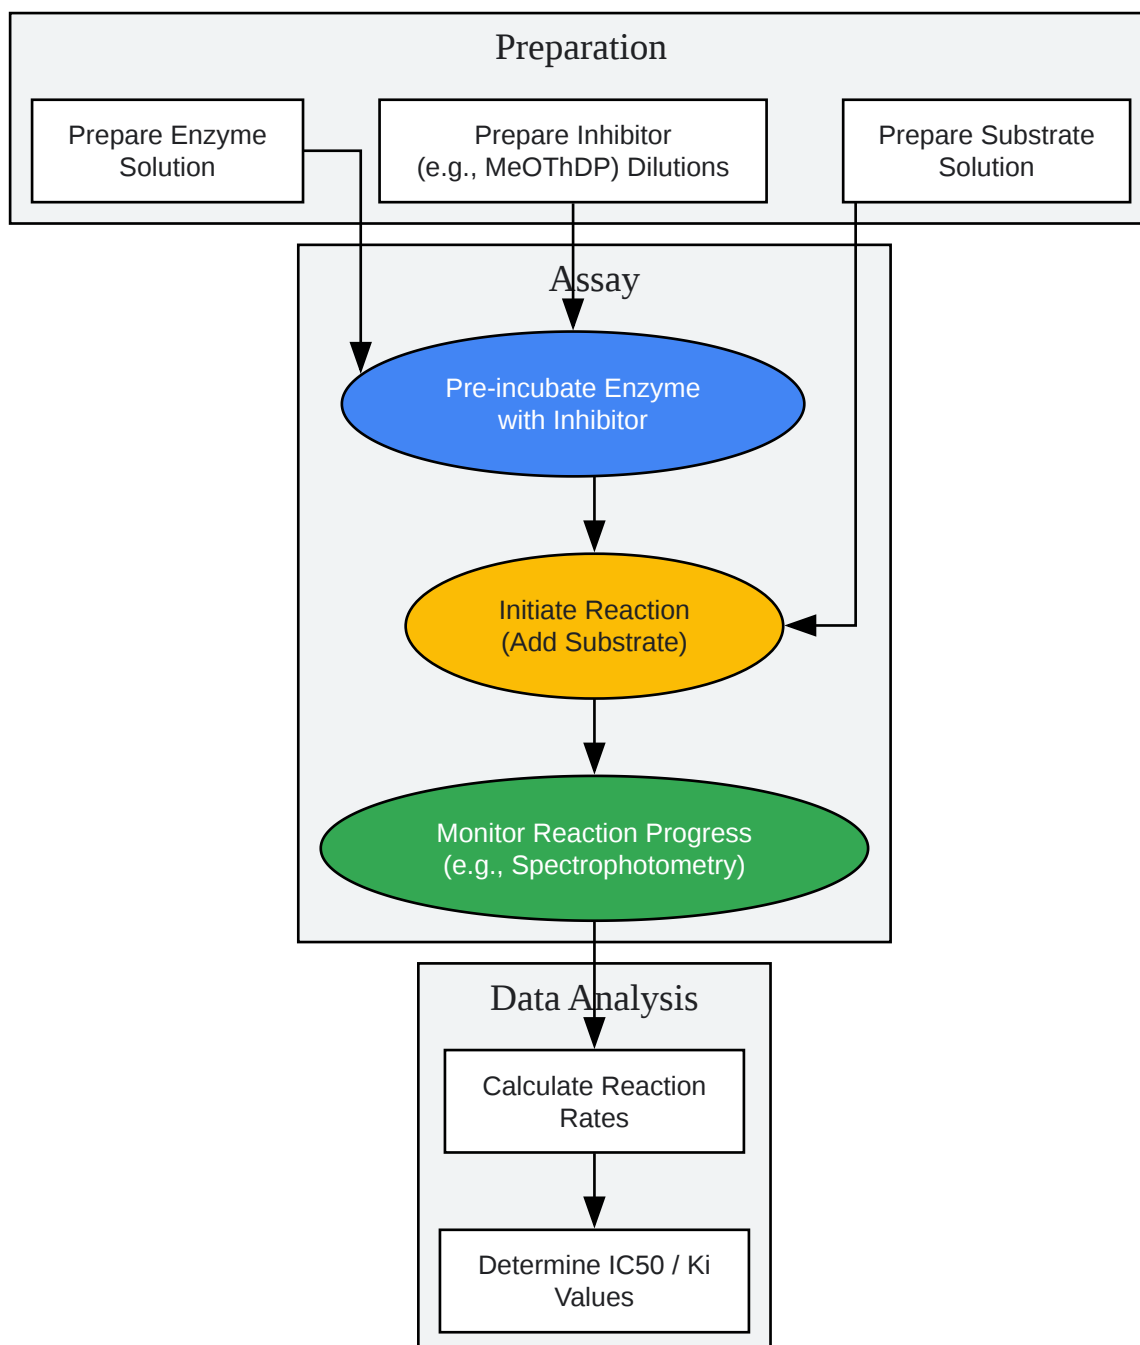 Preparation
Prepare Enzyme
Solution
Prepare Inhibitor
(e.g., MeOThDP) Dilutions
Prepare Substrate
Solution
Assay
Pre-incubate Enzyme
with Inhibitor
Initiate Reaction
(Add Substrate)
Monitor Reaction Progress
(e.g., Spectrophotometry)
Data Analysis
Calculate Reaction
Rates
Determine IC50 / Ki
Values